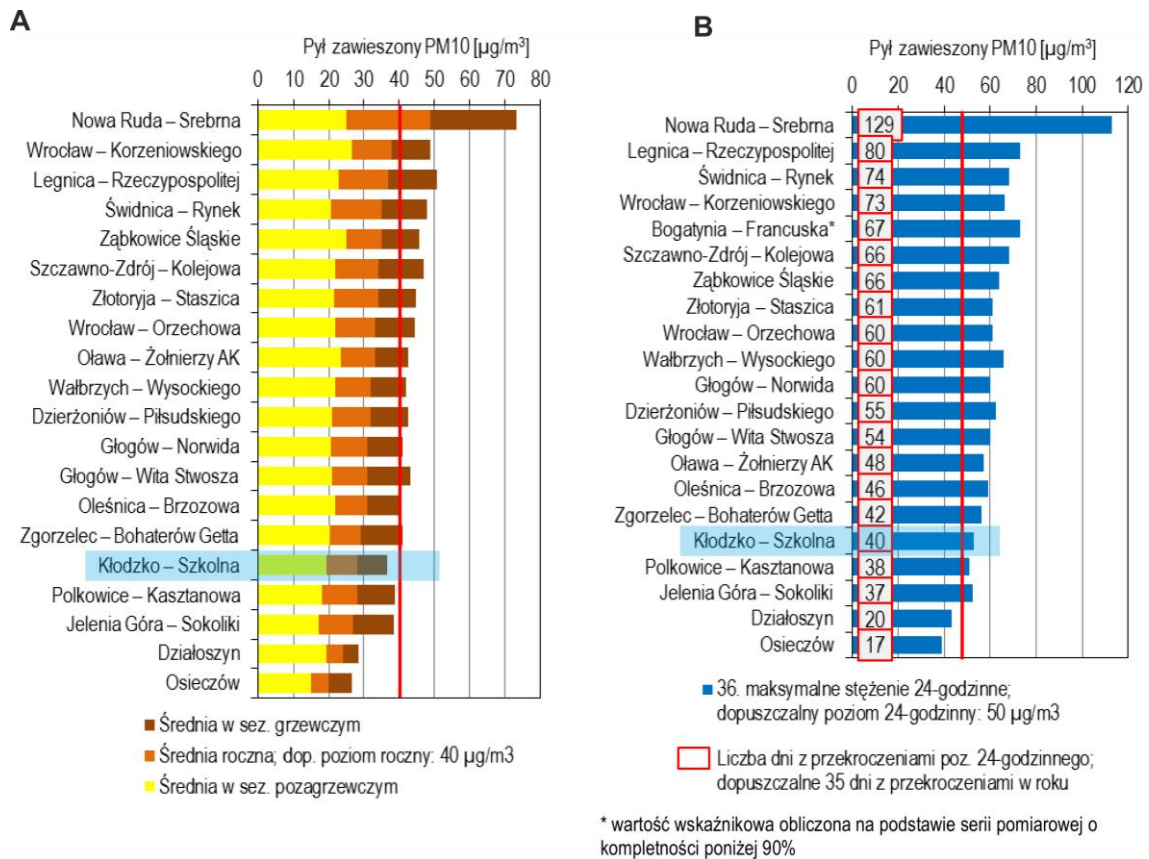 A
Pył zawieszony PM10 [µg/m³]
0 10 20 30 40 50 60 70 80
Nowa Ruda – Srebrna
Wrocław – Korzeniowskiego
Legnica – Rzeczypospolitej
Świdnica – Rynek
Ząbkowice Śląskie
Szczawno-Zdrój – Kolejowa
Złotoryja – Staszica
Wrocław – Orzechowa
Oława – Żołnierzy AK
Wałbrzych – Wysockiego
Dzierżoniów – Piłsudskiego
Głogów – Norwida
Głogów – Wita Stwosza
Oleśnica – Brzozowa
Zgorzelec – Bohaterów Getta
Kłodzko – Szkolna
Polkowice – Kasztanowa
Jelenia Góra – Sokoliki
Działoszyn
Osieczów
Średnia w sez. grzewczym
Średnia roczna; dop. poziom roczny: 40 µg/m3
Średnia w sez. pozagrzewczym
B
Pył zawieszony PM10 [µg/m³]
0 20 40 60 80 100 120
Nowa Ruda – Srebrna 129
Legnica – Rzeczypospolitej 80
Świdnica – Rynek 74
Wrocław – Korzeniowskiego 73
Bogatynia – Francuska* 67
Szczawno-Zdrój – Kolejowa 66
Ząbkowice Śląskie 66
Złotoryja – Staszica 61
Wrocław – Orzechowa 60
Wałbrzych – Wysockiego 60
Głogów – Norwida 60
Dzierżoniów – Piłsudskiego 55
Głogów – Wita Stwosza 54
Oława – Żołnierzy AK 48
Oleśnica – Brzozowa 46
Zgorzelec – Bohaterów Getta 42
Kłodzko – Szkolna 40
Polkowice – Kasztanowa 38
Jelenia Góra – Sokoliki 37
Działoszyn 20
Osieczów 17
36. maksymalne stężenie 24-godzinne;
dopuszczalny poziom 24-godzinny: 50 µg/m3
Liczba dni z przekroczeniami poz. 24-godzinnego;
dopuszczalne 35 dni z przekroczeniami w roku
* wartość wskaźnikowa obliczona na podstawie serii pomiarowej o
kompletności poniżej 90%